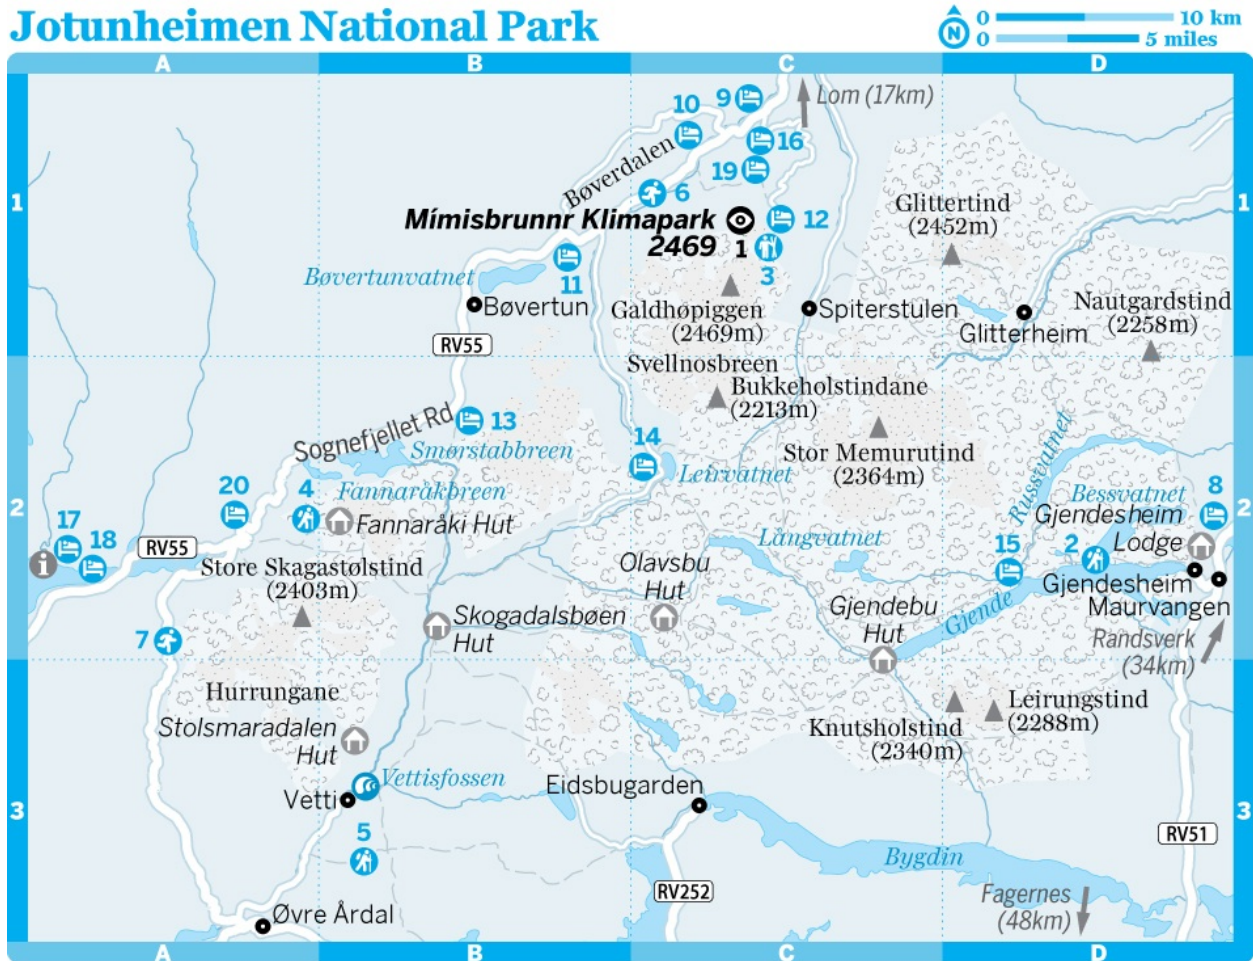 Jotunheimen National Park
N
0 10 km
0 5 miles
A B C D
1
1
2
2
3
3
A B C D
Lom (17km)
9
10
16
19
Bøverdalen
6
Mímisbrunnr Klimapark
2469
1
12
3
11
Glittertind
(2452m)
Bøvertunvatnet
Bøvertun
Galdhøpiggen
(2469m)
Spiterstulen
Glitterheim
Nautgardstind
(2258m)
RV55
Svellnosbreen
Bukkeholstindane
(2213m)
Stor Memurutind
(2364m)
Sognefjellet Rd
13
Smørstabbreen
14
Leirvatnet
Russvatnet
Bessvatnet
8
20
4
Fannaråkbreen
Fannaråki Hut
Gjendesheim
Lodge
17
18
RV55
Långvatnet
15
2
Store Skagastølstind
(2403m)
Olavsbu
Hut
Gjendesheim
Maurvangen
Skogadalsbøen
Hut
Gjendebu
Hut
Gjende
Randsverk
(34km)
7
Hurrungane
Stolsmaradalen
Hut
Knutsholstind
(2340m)
Leirungstind
(2288m)
Vettisfossen
Vetti
Eidsbugarden
5
RV51
Bygdin
RV252
Fagernes
(48km)
Øvre Årdal